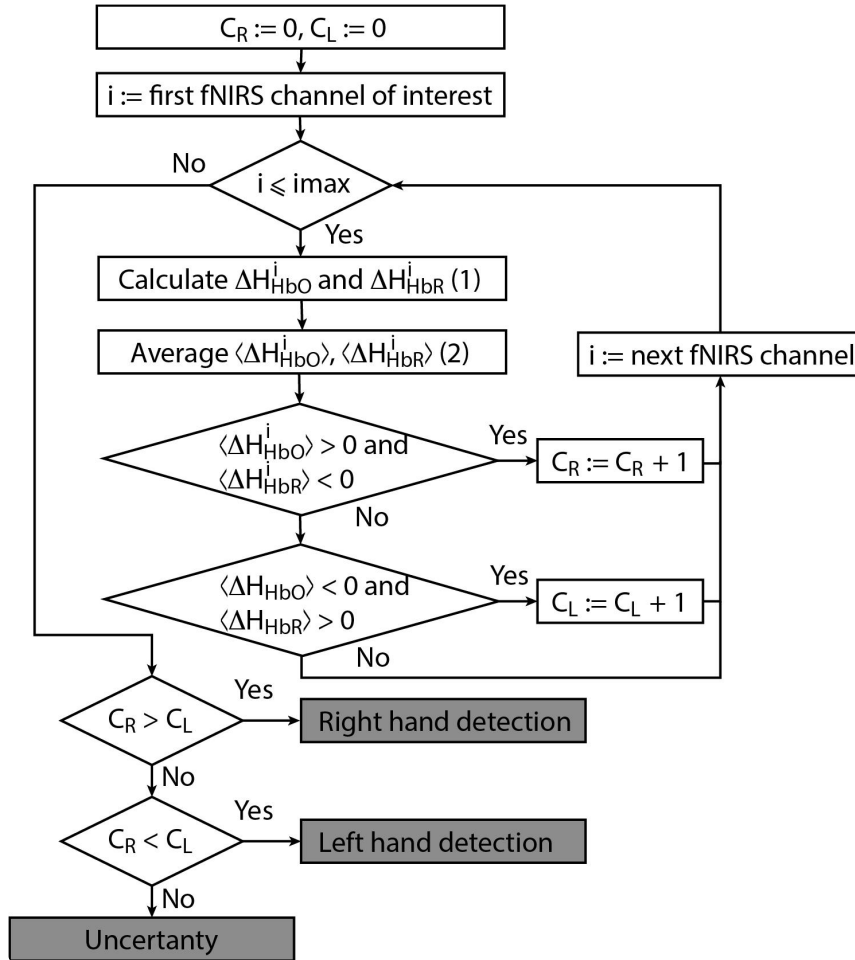 C_R := 0, C_L := 0
i := first fNIRS channel of interest
No
i ⩽ imax
Yes
Calculate ΔH^i_HbO and ΔH^i_HbR (1)
Average ⟨ΔH^i_HbO⟩, ⟨ΔH^i_HbR⟩ (2)
i := next fNIRS channel
⟨ΔH^i_HbO⟩ > 0 and
⟨ΔH^i_HbR⟩ < 0
Yes
C_R := C_R + 1
No
⟨ΔH_HbO⟩ < 0 and
⟨ΔH_HbR⟩ > 0
Yes
C_L := C_L + 1
No
C_R > C_L
Yes
Right hand detection
No
C_R < C_L
Yes
Left hand detection
No
Uncertanty